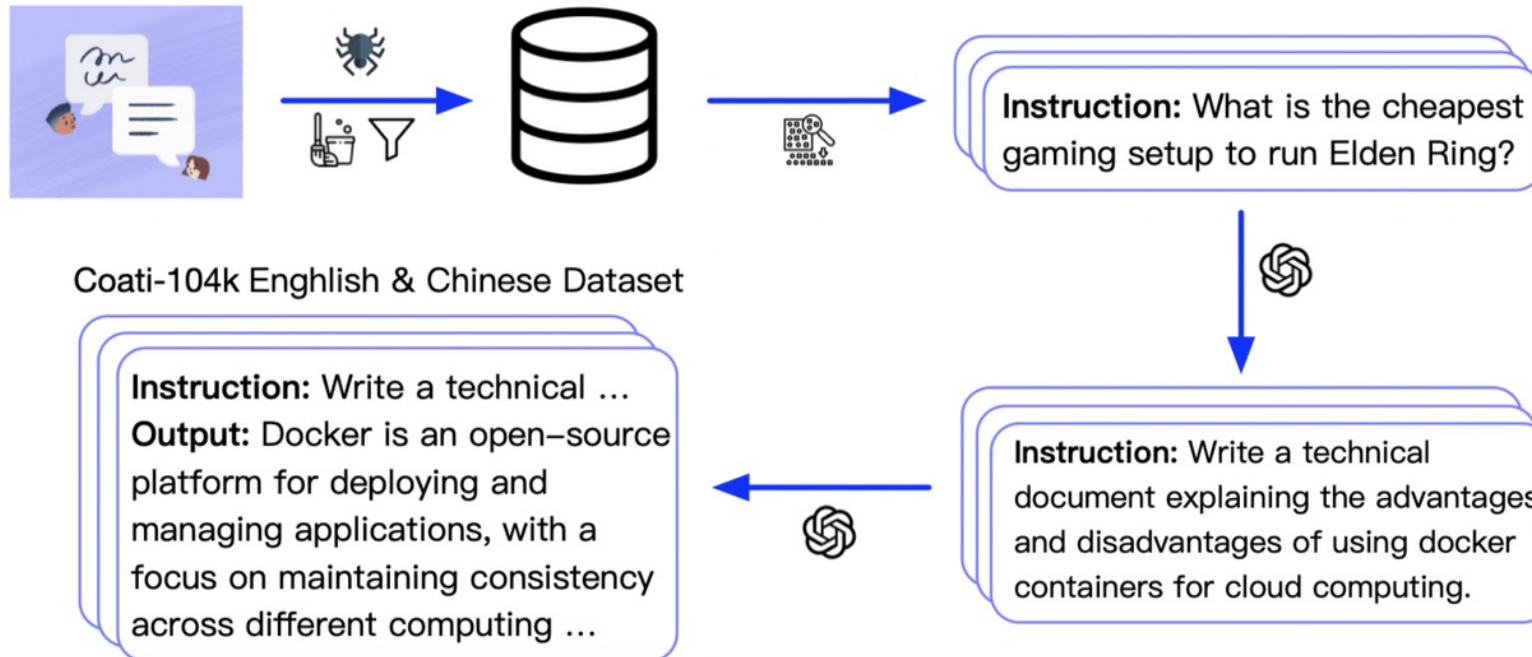 Instruction: What is the cheapest
gaming setup to run Elden Ring?
Coati-104k Enghlish & Chinese Dataset
Instruction: Write a technical …
Output: Docker is an open–source
platform for deploying and
managing applications, with a
focus on maintaining consistency
across different computing …
Instruction: Write a technical
document explaining the advantages
and disadvantages of using docker
containers for cloud computing.